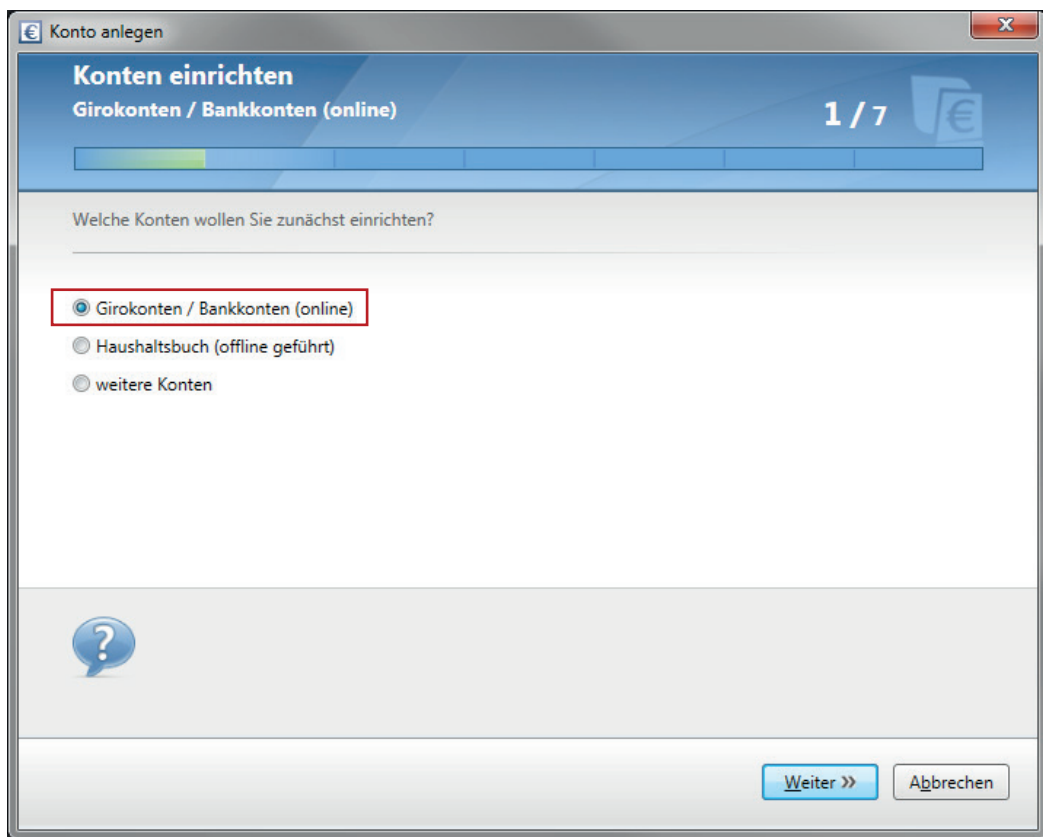 Konto anlegen
Konten einrichten
Girokonten / Bankkonten (online)
1 / 7
Welche Konten wollen Sie zunächst einrichten?
Girokonten / Bankkonten (online)
Haushaltsbuch (offline geführt)
weitere Konten
Weiter »
Abbrechen